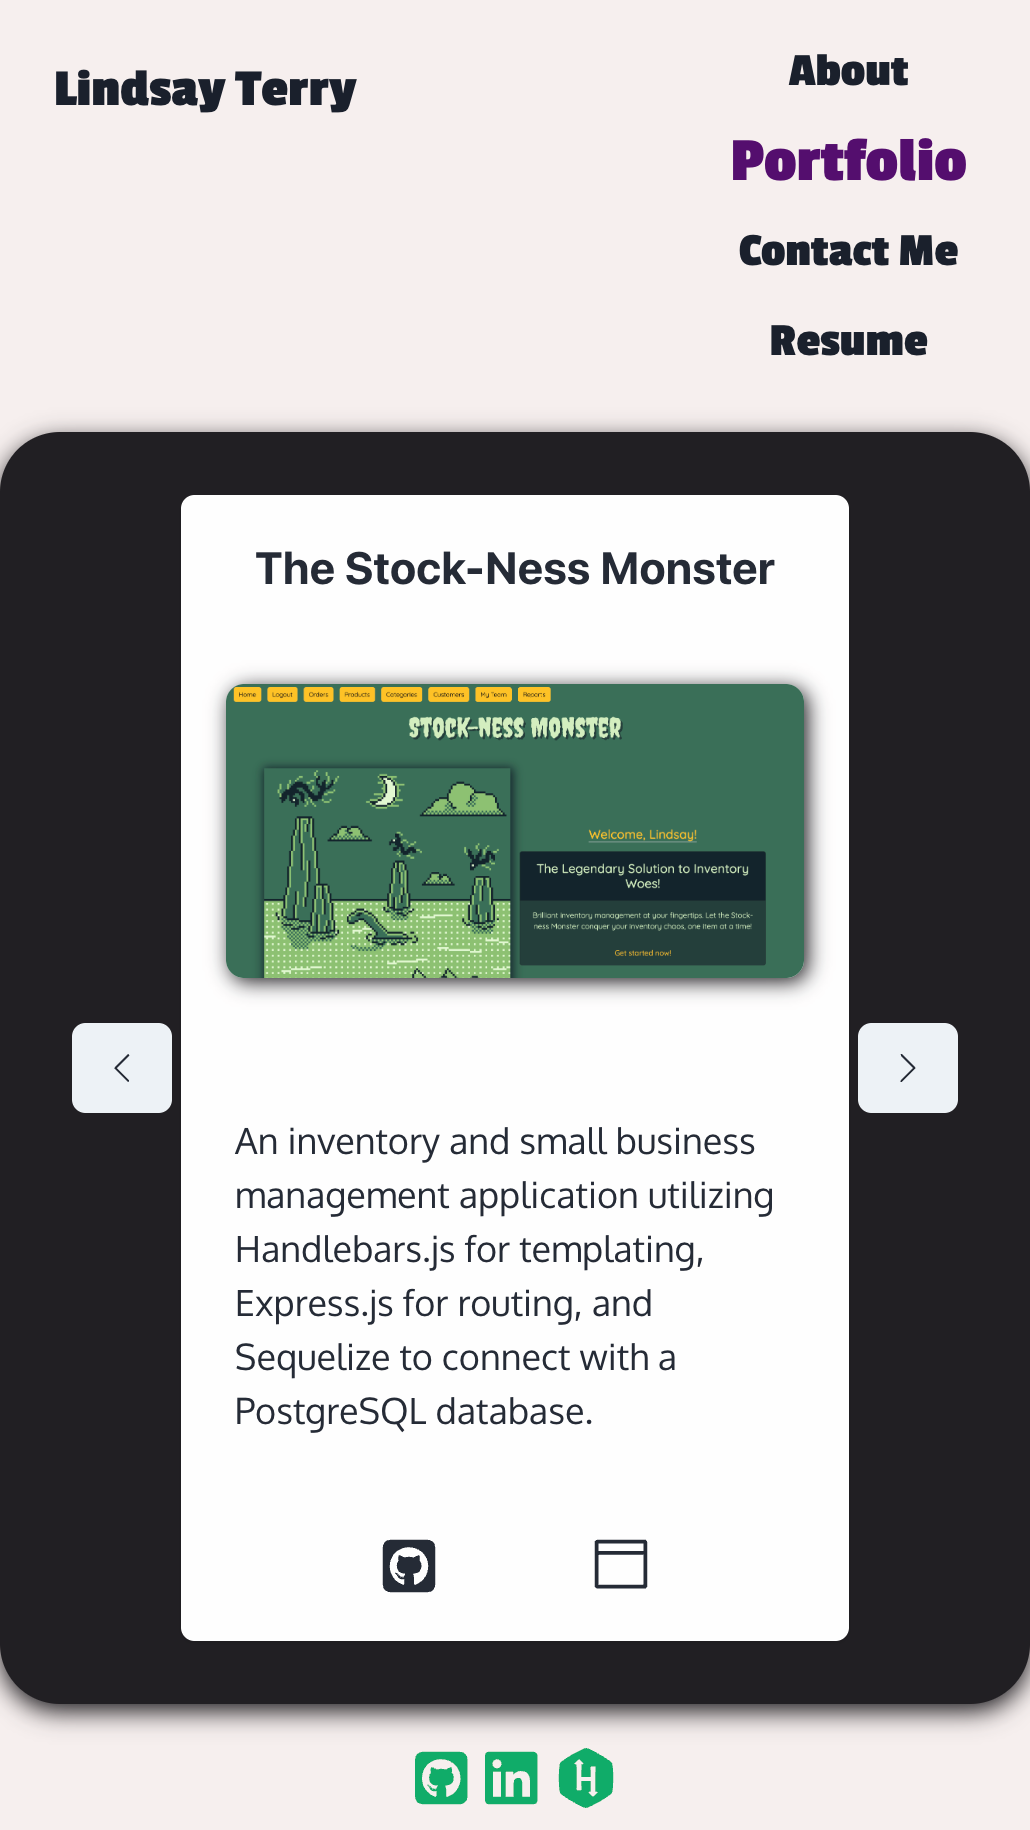 Lindsay Terry
About
Portfolio
Contact Me
Resume
The Stock-Ness Monster
Home Logout Orders Products Categories Customers My Team Reports
STOCK-NESS MONSTER
Welcome, Lindsay!
The Legendary Solution to Inventory
Woes!
Brilliant inventory management at your fingertips. Let the Stock-
ness Monster conquer your inventory chaos, one item at a time!
Get started now!
An inventory and small business
management application utilizing
Handlebars.js for templating,
Express.js for routing, and
Sequelize to connect with a
PostgreSQL database.
in
H